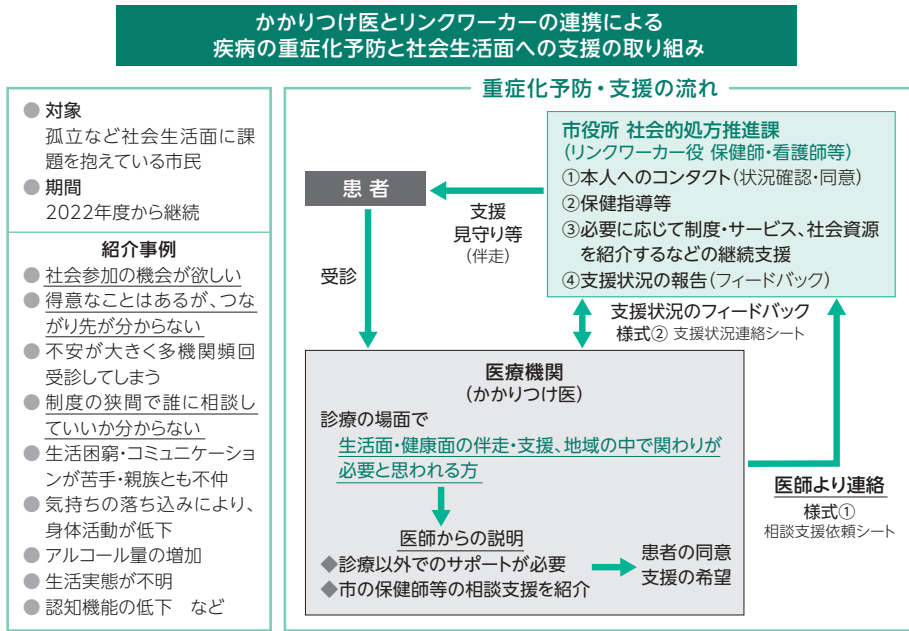 かかりつけ医とリンクワーカーの連携による
疾病の重症化予防と社会生活面への支援の取り組み
● 対象
孤立など社会生活面に課
題を抱えている市民
● 期間
2022年度から継続
紹介事例
● 社会参加の機会が欲しい
● 得意なことはあるが、つな
がり先が分からない
● 不安が大きく多機関頻回
受診してしまう
● 制度の狭間で誰に相談し
ていいか分からない
● 生活困窮・コミュニケーショ
ンが苦手・親族とも不仲
● 気持ちの落ち込みにより、
身体活動が低下
● アルコール量の増加
● 生活実態が不明
● 認知機能の低下 など
重症化予防・支援の流れ
市役所 社会的処方推進課
(リンクワーカー役 保健師・看護師等)
①本人へのコンタクト(状況確認・同意)
②保健指導等
③必要に応じて制度・サービス、社会資源
を紹介するなどの継続支援
④支援状況の報告(フィードバック)
患者
支援
見守り等
(伴走)
受診
支援状況のフィードバック
様式② 支援状況連絡シート
医療機関
(かかりつけ医)
診療の場面で
生活面・健康面の伴走・支援、地域の中で関わりが
必要と思われる方
医師からの説明
◆診療以外でのサポートが必要
◆市の保健師等の相談支援を紹介
患者の同意
支援の希望
医師より連絡
様式①
相談支援依頼シート